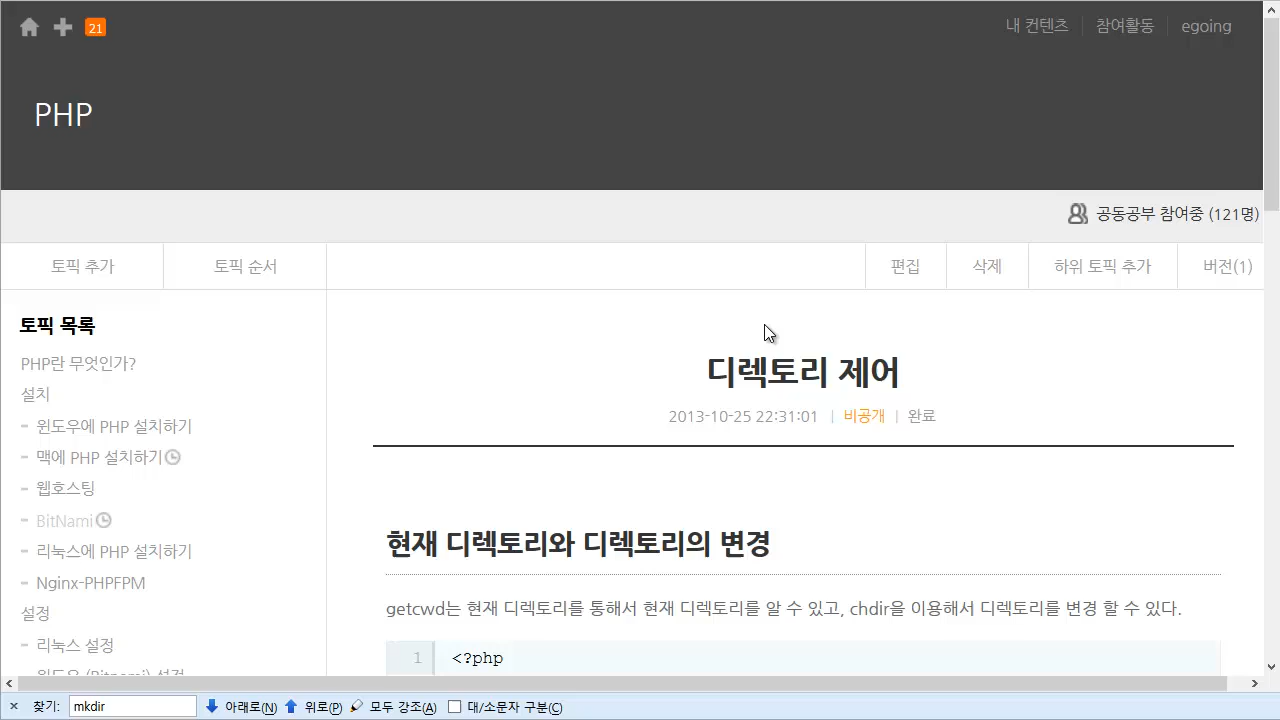 21
내 컨텐츠
참여활동
egoing
PHP
공동공부 참여중 (121명)
토픽 추가
토픽 순서
편집
삭제
하위 토픽 추가
버전(1)
토픽 목록
PHP란 무엇인가?
설치
윈도우에 PHP 설치하기
맥에 PHP 설치하기
웹호스팅
BitNami
리눅스에 PHP 설치하기
Nginx-PHPFPM
설정
리눅스 설정
윈도우 (Bitnami) 설정
디렉토리 제어
2013-10-25 22:31:01 | 비공개 | 완료
현재 디렉토리와 디렉토리의 변경
getcwd는 현재 디렉토리를 통해서 현재 디렉토리를 알 수 있고, chdir을 이용해서 디렉토리를 변경 할 수 있다.
1 <?php
찾기: mkdir 아래로(N) 위로(P) 모두 강조(A) 대/소문자 구분(C)